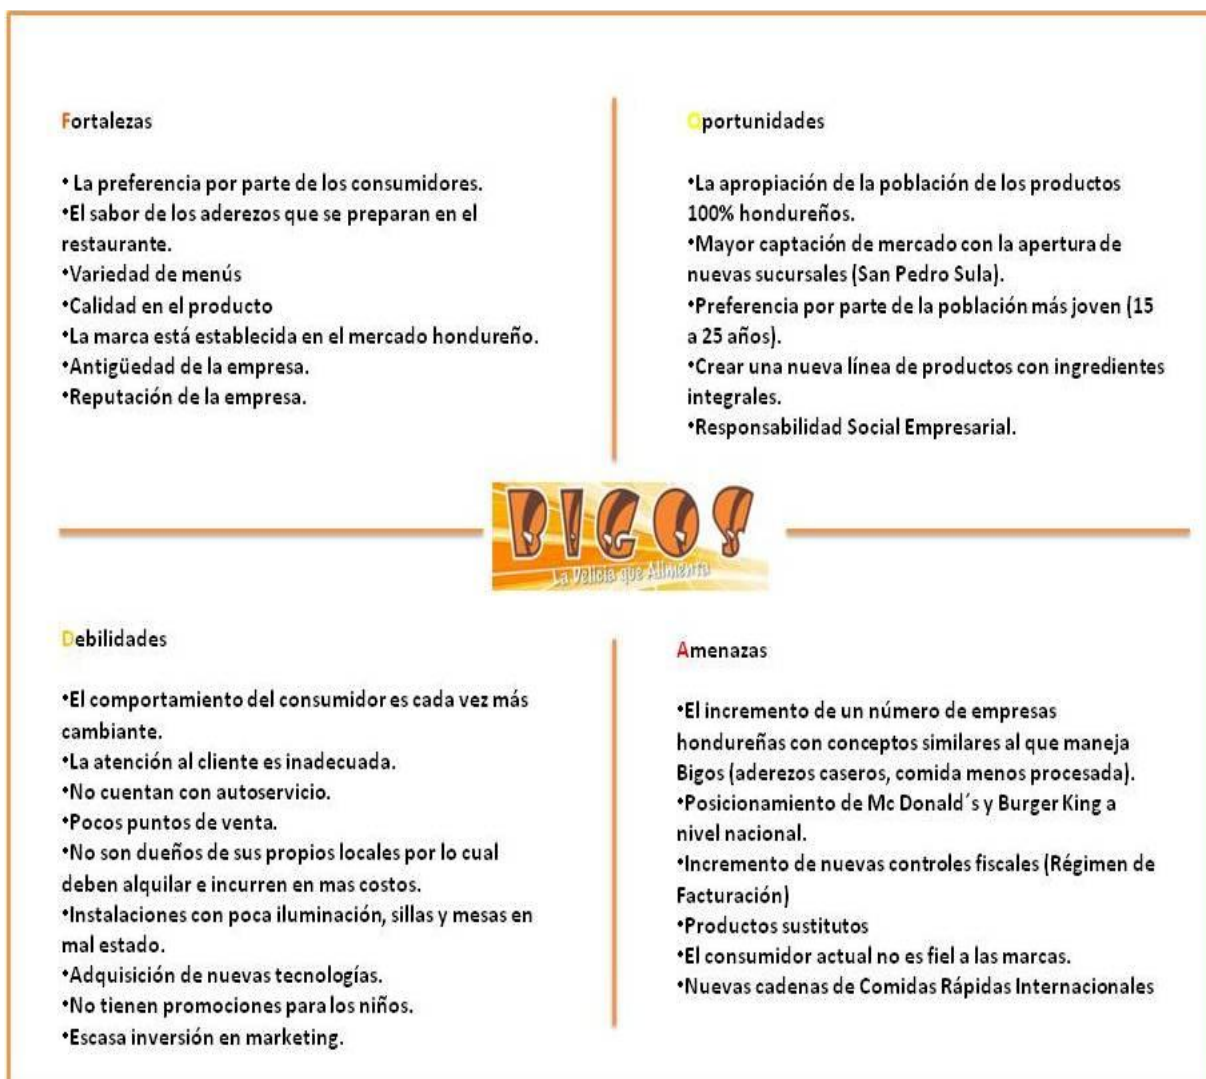 Fortalezas
• La preferencia por parte de los consumidores.
•El sabor de los aderezos que se preparan en el
restaurante.
•Variedad de menús
•Calidad en el producto
•La marca está establecida en el mercado hondureño.
•Antigüedad de la empresa.
•Reputación de la empresa.
Oportunidades
•La apropiación de la población de los productos
100% hondureños.
•Mayor captación de mercado con la apertura de
nuevas sucursales (San Pedro Sula).
•Preferencia por parte de la población más joven (15
a 25 años).
•Crear una nueva línea de productos con ingredientes
integrales.
•Responsabilidad Social Empresarial.
BIGOS
La Delicia que Alimenta
Debilidades
•El comportamiento del consumidor es cada vez más
cambiante.
•La atención al cliente es inadecuada.
•No cuentan con autoservicio.
•Pocos puntos de venta.
•No son dueños de sus propios locales por lo cual
deben alquilar e incurren en mas costos.
•Instalaciones con poca iluminación, sillas y mesas en
mal estado.
•Adquisición de nuevas tecnologías.
•No tienen promociones para los niños.
•Escasa inversión en marketing.
Amenazas
•El incremento de un número de empresas
hondureñas con conceptos similares al que maneja
Bigos (aderezos caseros, comida menos procesada).
•Posicionamiento de Mc Donald´s y Burger King a
nivel nacional.
•Incremento de nuevas controles fiscales (Régimen de
Facturación)
•Productos sustitutos
•El consumidor actual no es fiel a las marcas.
•Nuevas cadenas de Comidas Rápidas Internacionales